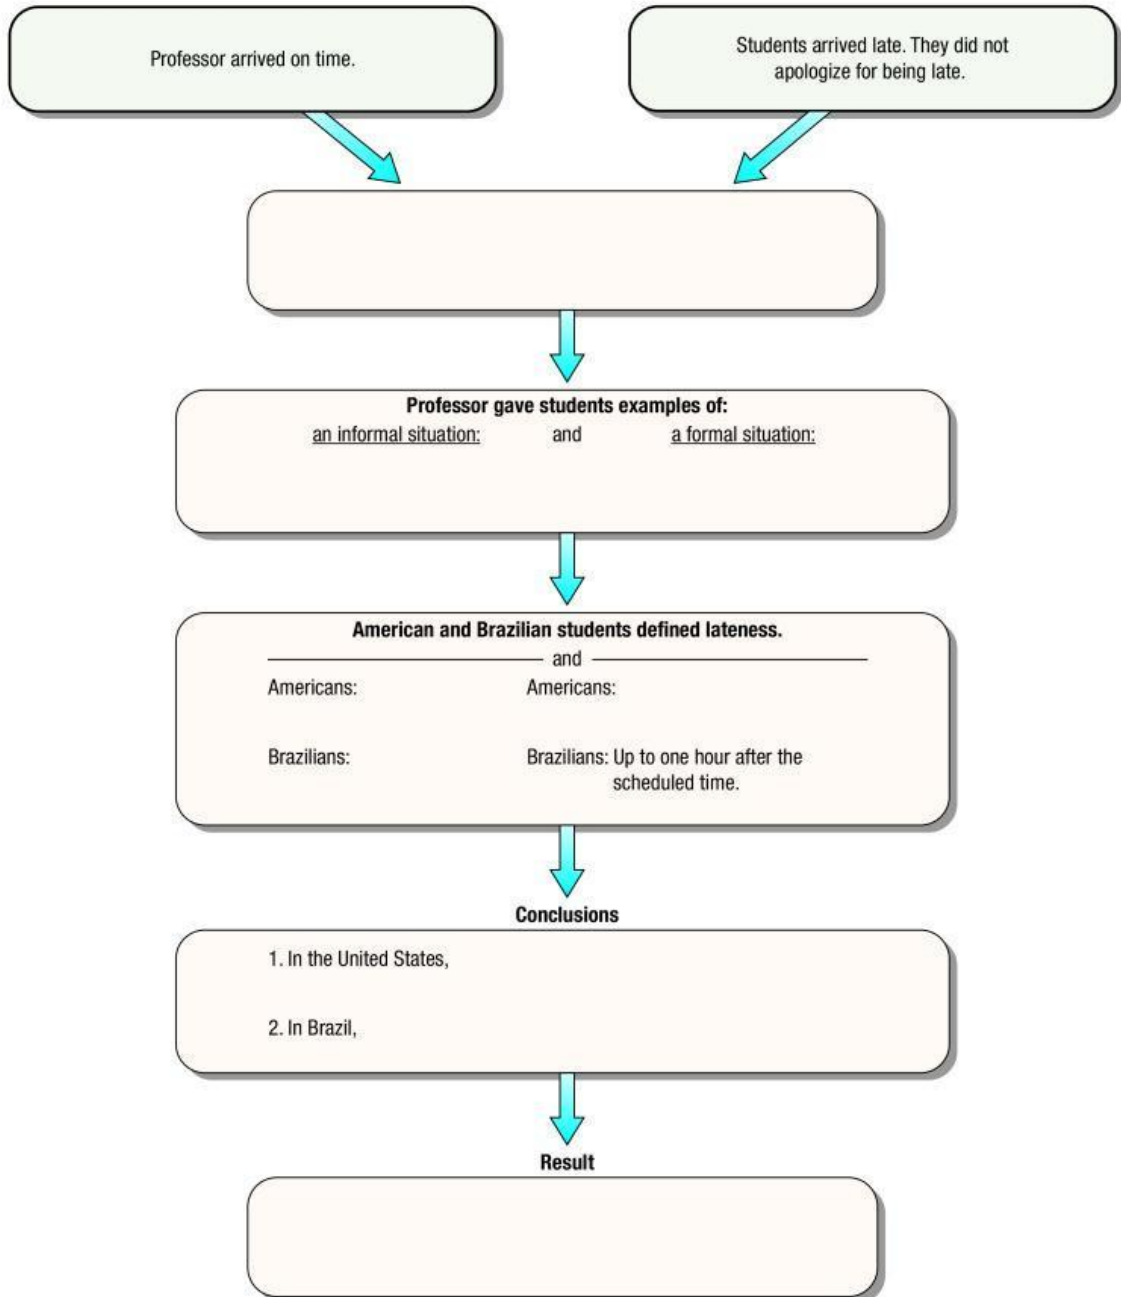 Professor arrived on time.
Students arrived late. They did not
apologize for being late.
Professor gave students examples of:
an informal situation: and a formal situation:
American and Brazilian students defined lateness.
and
Americans: Americans:
Brazilians: Brazilians: Up to one hour after the
scheduled time.
Conclusions
1. In the United States,
2. In Brazil,
Result